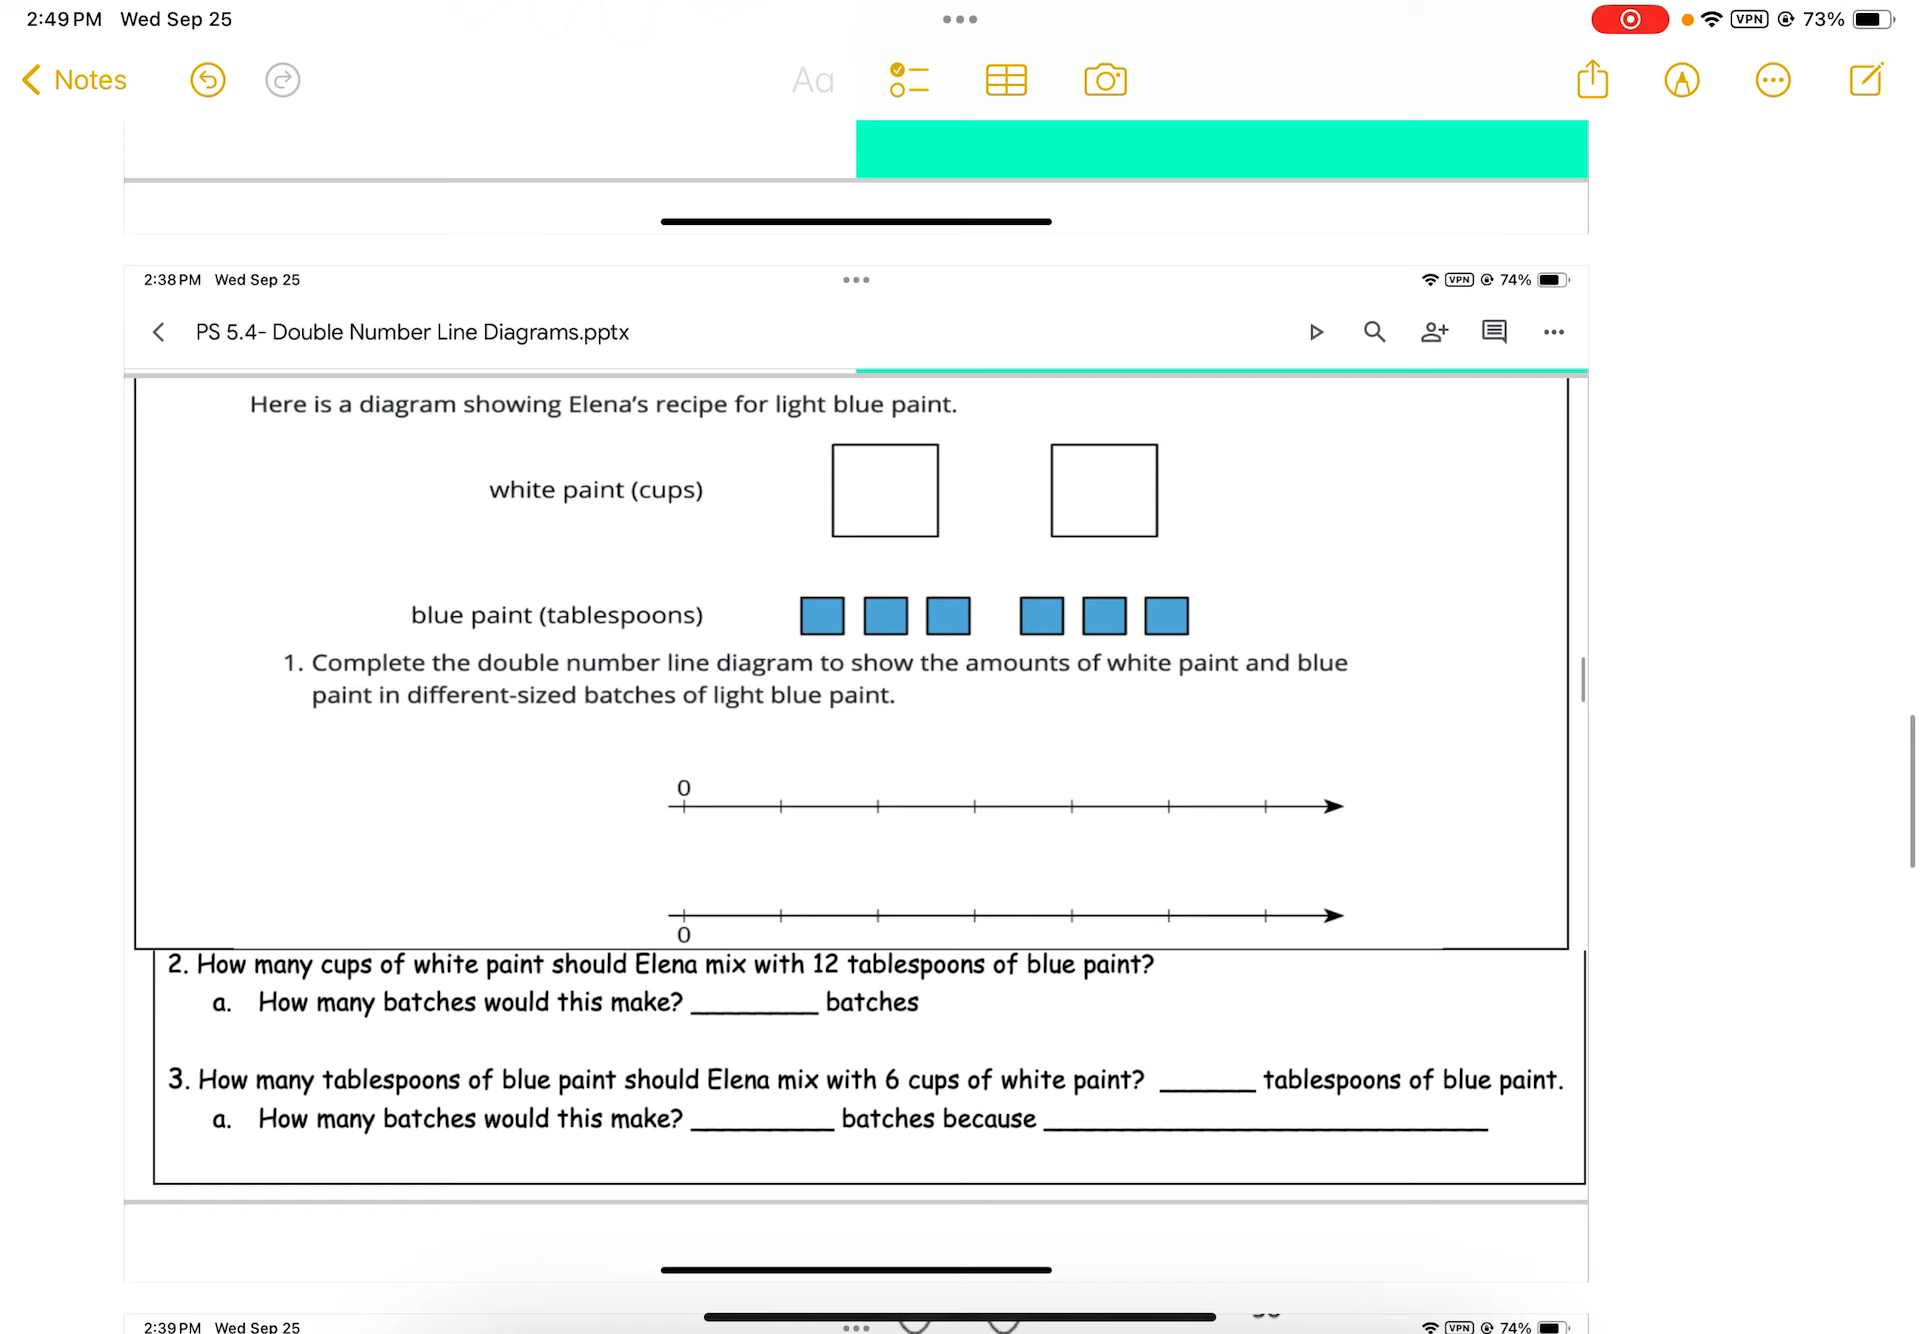 2:49 PM Wed Sep 25
VPN 73%
Notes
Aa
2:38 PM Wed Sep 25
VPN 74%
PS 5.4- Double Number Line Diagrams.pptx
Here is a diagram showing Elena's recipe for light blue paint.
white paint (cups)
blue paint (tablespoons)
1. Complete the double number line diagram to show the amounts of white paint and blue
paint in different-sized batches of light blue paint.
0
0
2. How many cups of white paint should Elena mix with 12 tablespoons of blue paint?
a. How many batches would this make? ________ batches
3. How many tablespoons of blue paint should Elena mix with 6 cups of white paint? ______ tablespoons of blue paint.
a. How many batches would this make? _________ batches because ____________________________
2:39 PM Wed Sep 25
VPN 74%